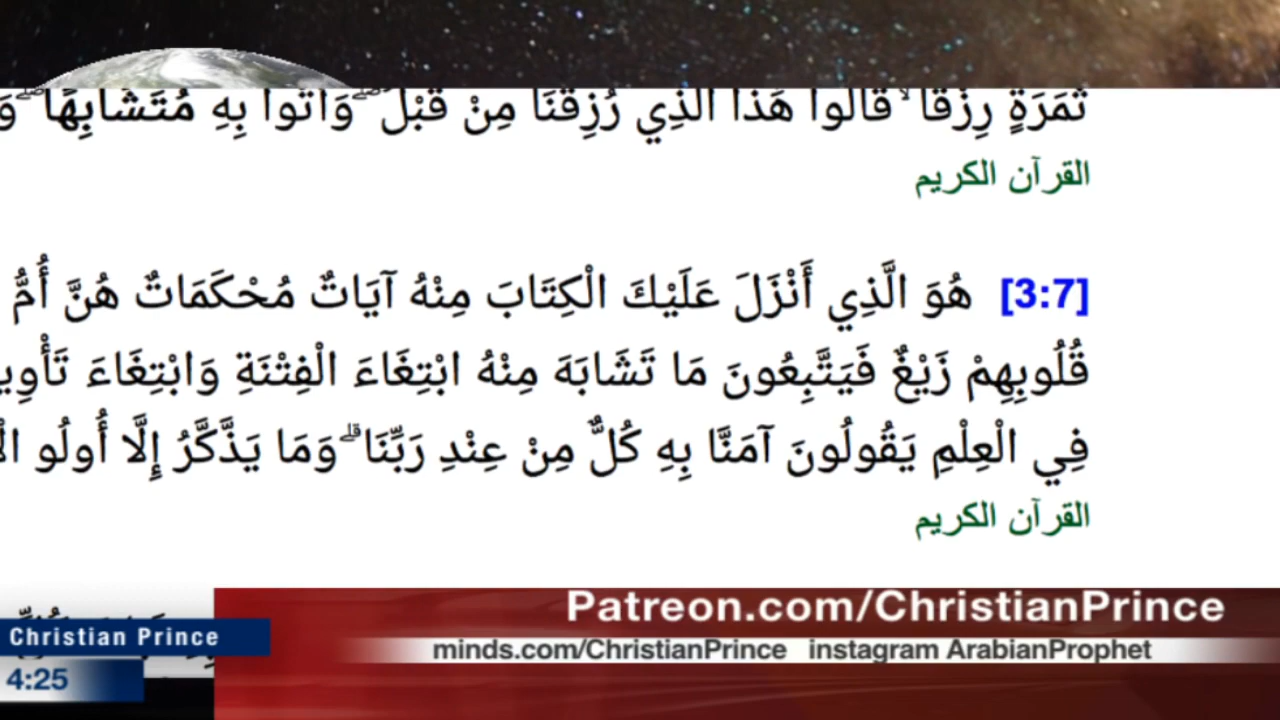 ثَمَرَةٍ رِزْقًا ۙ قَالُوا هَٰذَا الَّذِي رُزِقْنَا مِنْ قَبْلُ ۖ وَأُتُوا بِهِ مُتَشَابِهًا ۖ
القرآن الكريم
[3:7] هُوَ الَّذِي أَنْزَلَ عَلَيْكَ الْكِتَابَ مِنْهُ آيَاتٌ مُحْكَمَاتٌ هُنَّ أُمُّ
قُلُوبِهِمْ زَيْغٌ فَيَتَّبِعُونَ مَا تَشَابَهَ مِنْهُ ابْتِغَاءَ الْفِتْنَةِ وَابْتِغَاءَ
فِي الْعِلْمِ يَقُولُونَ آمَنَّا بِهِ كُلٌّ مِنْ عِنْدِ رَبِّنَا ۗ وَمَا يَذَّكَّرُ إِلَّا أُولُو
القرآن الكريم
Patreon.com/ChristianPrince
Christian Prince
minds.com/ChristianPrince instagram ArabianProphet
4:25